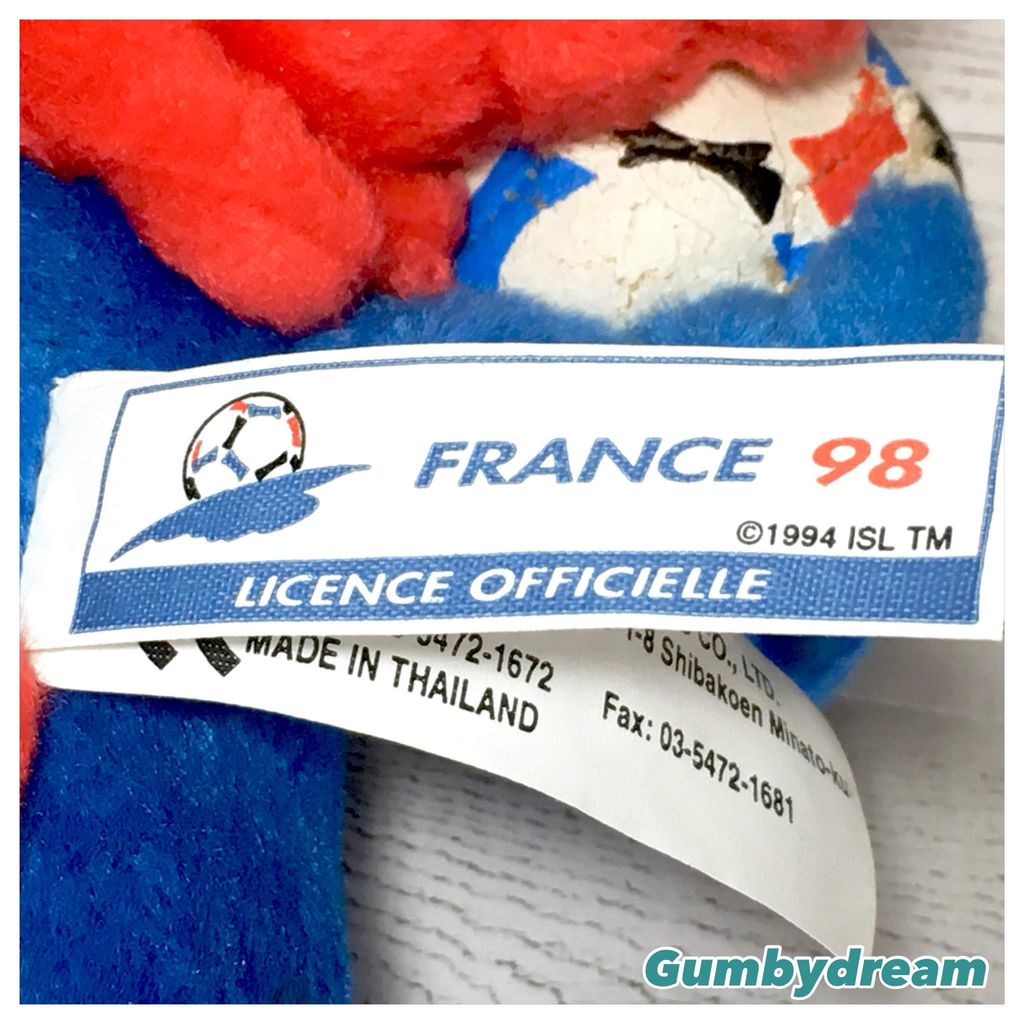 FRANCE 98
©1994 ISL TM
LICENCE OFFICIELLE
5472-1672
MADE IN THAILAND
CO., LTD.
1-8 Shibakoen Minato-ku
Fax: 03-5472-1681
Gumbydream